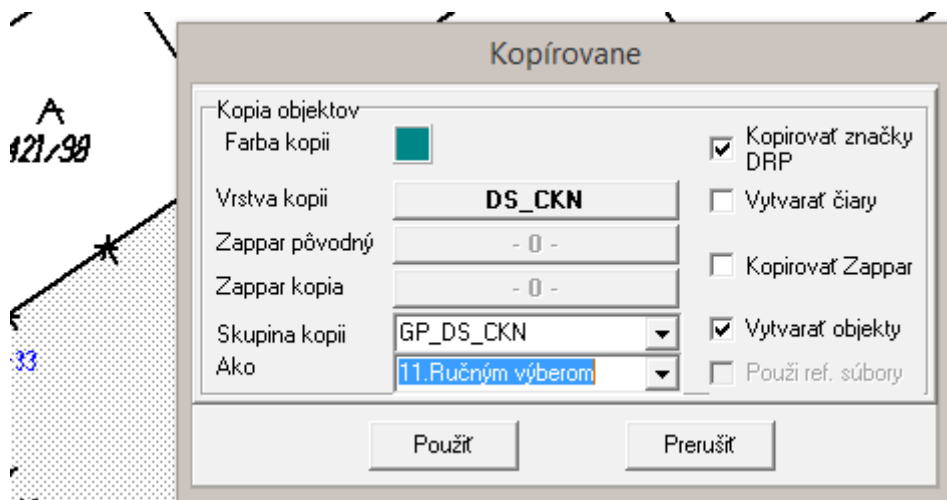 Kopírovane
Kopia objektov
Farba kopii
Kopirovať značky
DRP
Vrstva kopii
DS_CKN
Vytvarať čiary
Zappar pôvodný
- 0 -
Kopirovať Zappar
Zappar kopia
- 0 -
Skupina kopii
GP_DS_CKN
Vytvarať objekty
Ako
11.Ručným výberom
Použi ref. súbory
Použiť
Prerušiť
A
421/98
33